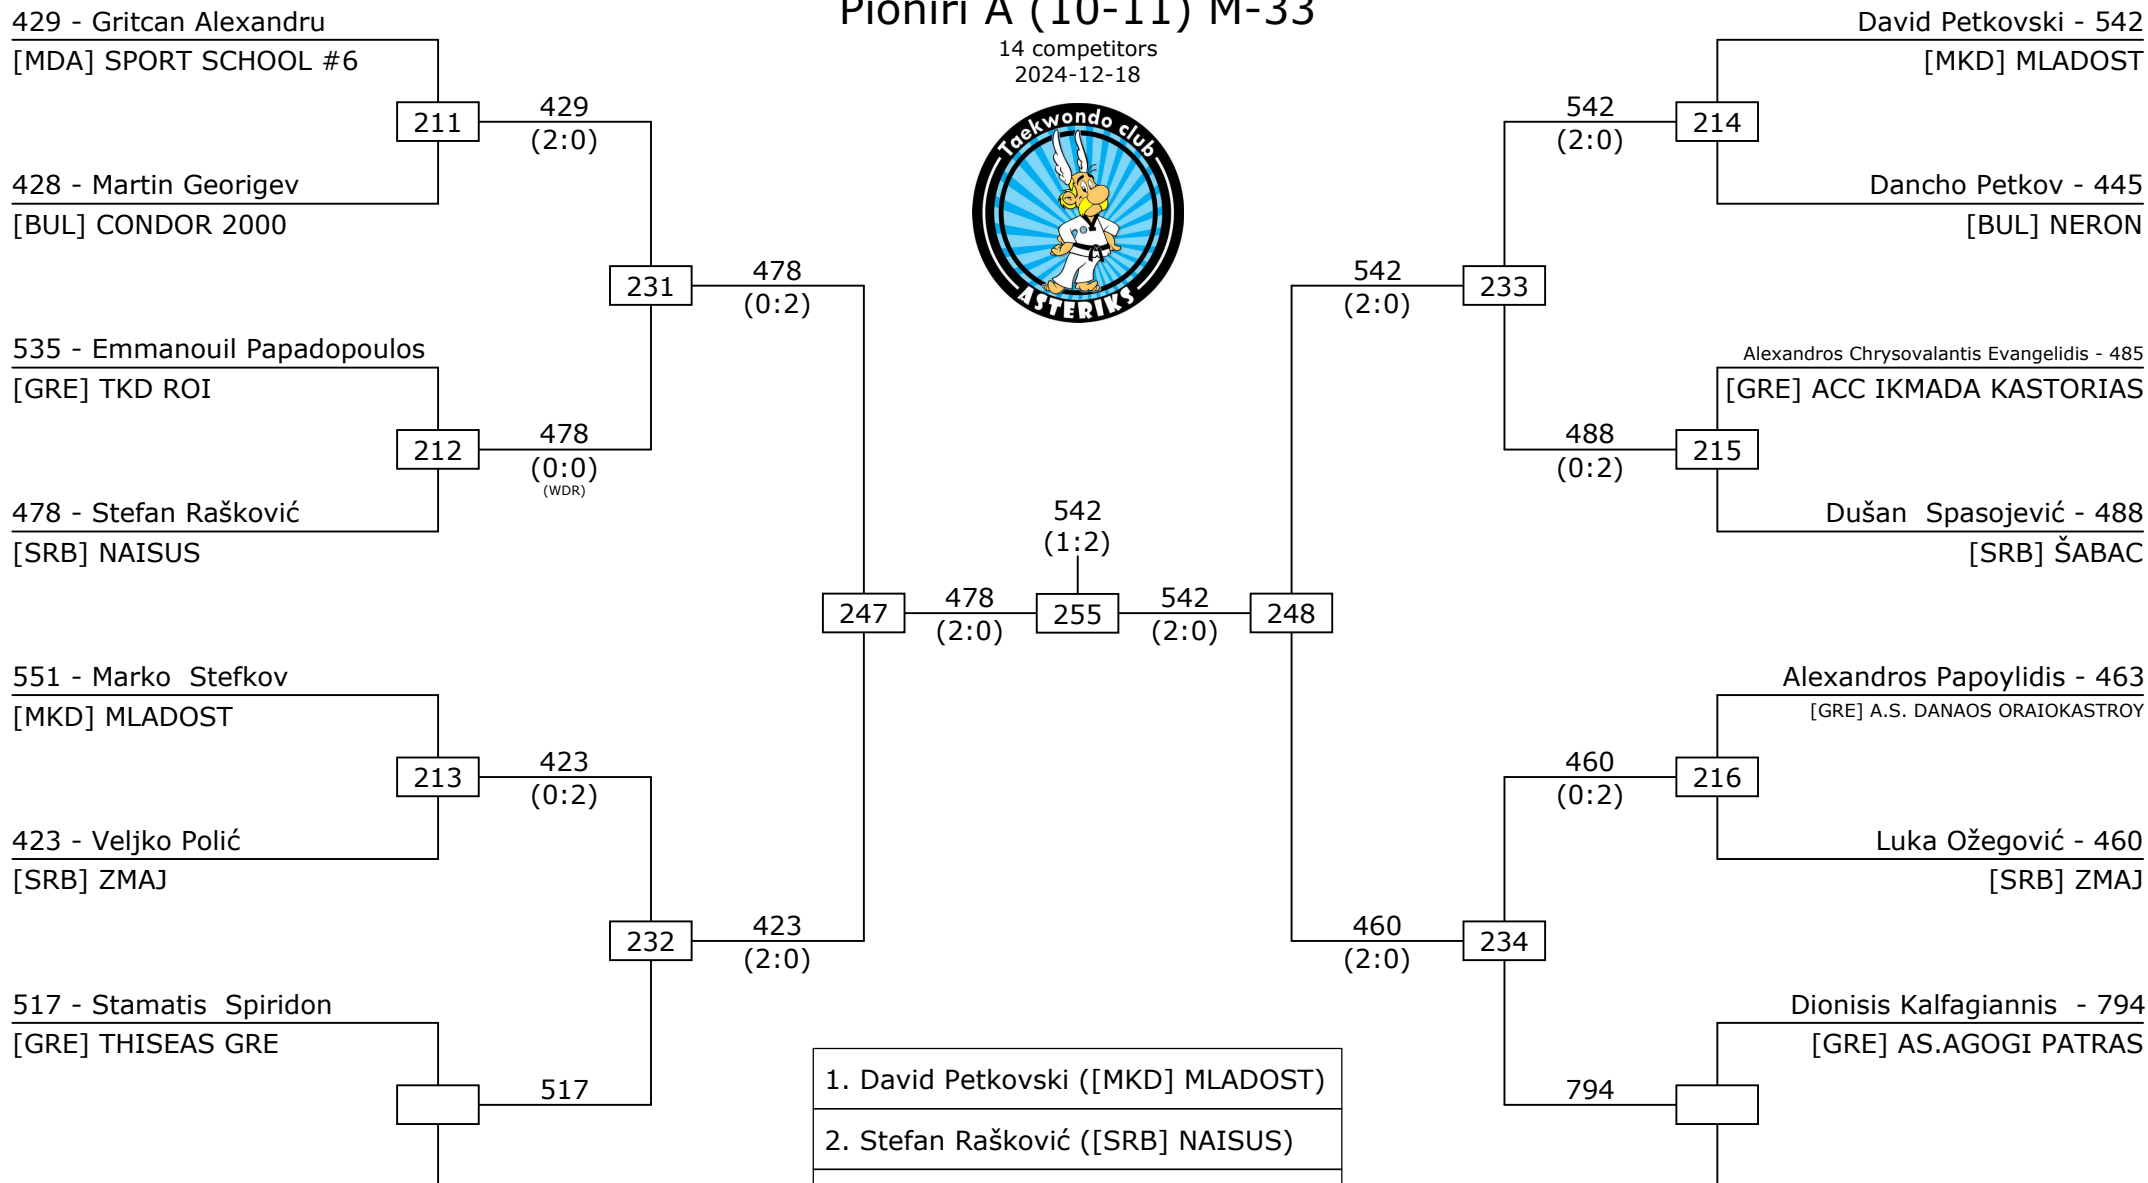 Pioniri A (10-11) M-33
14 competitors
2024-12-18
Taekwondo club
ASTERIKS
429 - Gritcan Alexandru
[MDA] SPORT SCHOOL #6
211
429
(2:0)
428 - Martin Georigev
[BUL] CONDOR 2000
231
478
(0:2)
535 - Emmanouil Papadopoulos
[GRE] TKD ROI
212
478
(0:0)
(WDR)
478 - Stefan Rašković
[SRB] NAISUS
247
478
(2:0)
551 - Marko  Stefkov
[MKD] MLADOST
213
423
(0:2)
423 - Veljko Polić
[SRB] ZMAJ
232
423
(2:0)
517 - Stamatis  Spiridon
[GRE] THISEAS GRE
517
542
(1:2)
255
David Petkovski - 542
[MKD] MLADOST
542
(2:0)
214
Dancho Petkov - 445
[BUL] NERON
542
(2:0)
233
Alexandros Chrysovalantis Evangelidis - 485
[GRE] ACC IKMADA KASTORIAS
488
(0:2)
215
Dušan  Spasojević - 488
[SRB] ŠABAC
542
(2:0)
248
Alexandros Papoylidis - 463
[GRE] A.S. DANAOS ORAIOKASTROY
460
(0:2)
216
Luka Ožegović - 460
[SRB] ZMAJ
460
(2:0)
234
Dionisis Kalfagiannis  - 794
[GRE] AS.AGOGI PATRAS
794
1. David Petkovski ([MKD] MLADOST)
2. Stefan Rašković ([SRB] NAISUS)